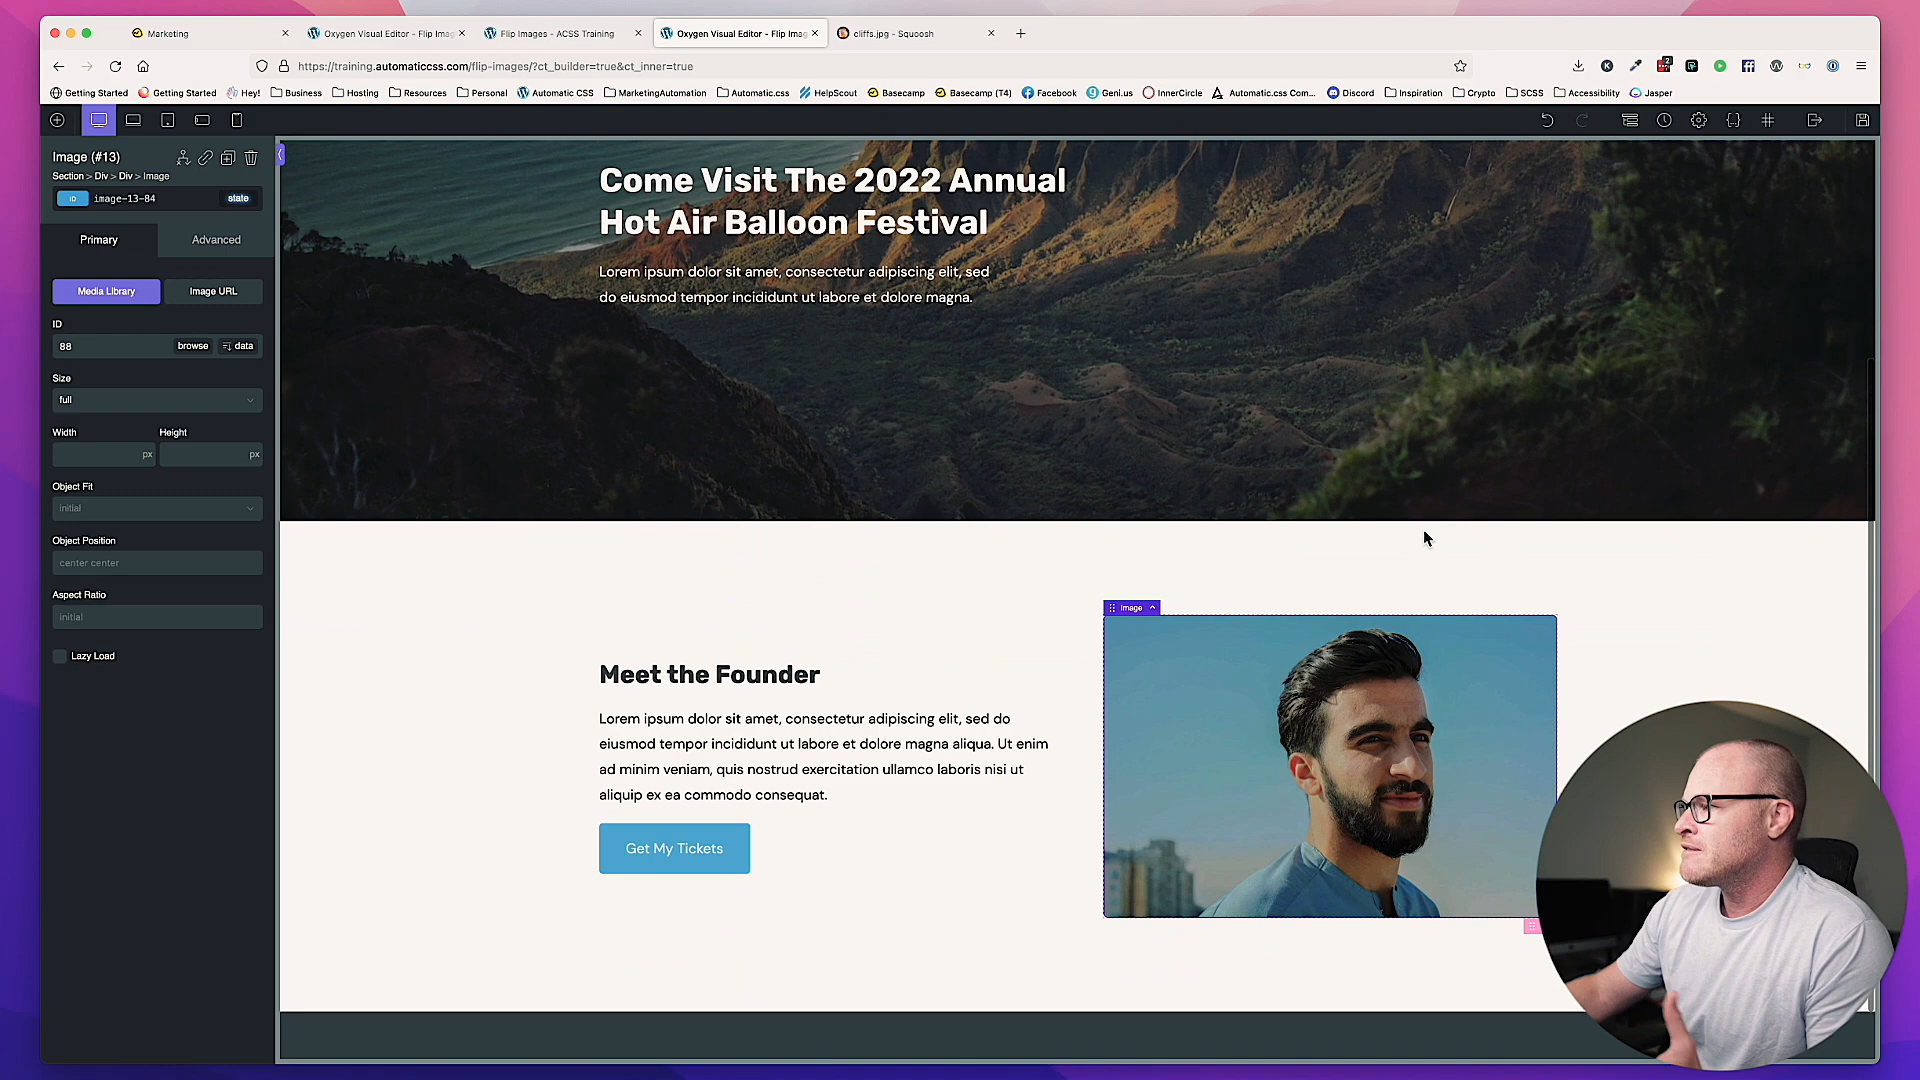 Marketing
Oxygen Visual Editor - Flip Imag
Flip Images - ACSS Training
Oxygen Visual Editor - Flip Imag
cliffs.jpg - Squoosh
https://training.automaticcss.com/flip-images/?ct_builder=true&ct_inner=true
2
Getting Started
Getting Started
Hey!
Business
Hosting
Resources
Personal
Automatic CSS
MarketingAutomation
Automatic.css
HelpScout
Basecamp
Basecamp (T4)
Facebook
Geni.us
InnerCircle
Automatic.css Com...
Discord
Inspiration
Crypto
SCSS
Accessibility
Jasper
Image (#13)
Section > Div > Div > Image
ID
image-13-84
state
Primary
Advanced
Media Library
Image URL
ID
88
browse
data
Size
full
Width
Height
px
px
Object Fit
initial
Object Position
center center
Aspect Ratio
initial
Lazy Load
Come Visit The 2022 Annual
Hot Air Balloon Festival
Lorem ipsum dolor sit amet, consectetur adipiscing elit, sed
do eiusmod tempor incididunt ut labore et dolore magna.
Image
Meet the Founder
Lorem ipsum dolor sit amet, consectetur adipiscing elit, sed do
eiusmod tempor incididunt ut labore et dolore magna aliqua. Ut enim
ad minim veniam, quis nostrud exercitation ullamco laboris nisi ut
aliquip ex ea commodo consequat.
Get My Tickets